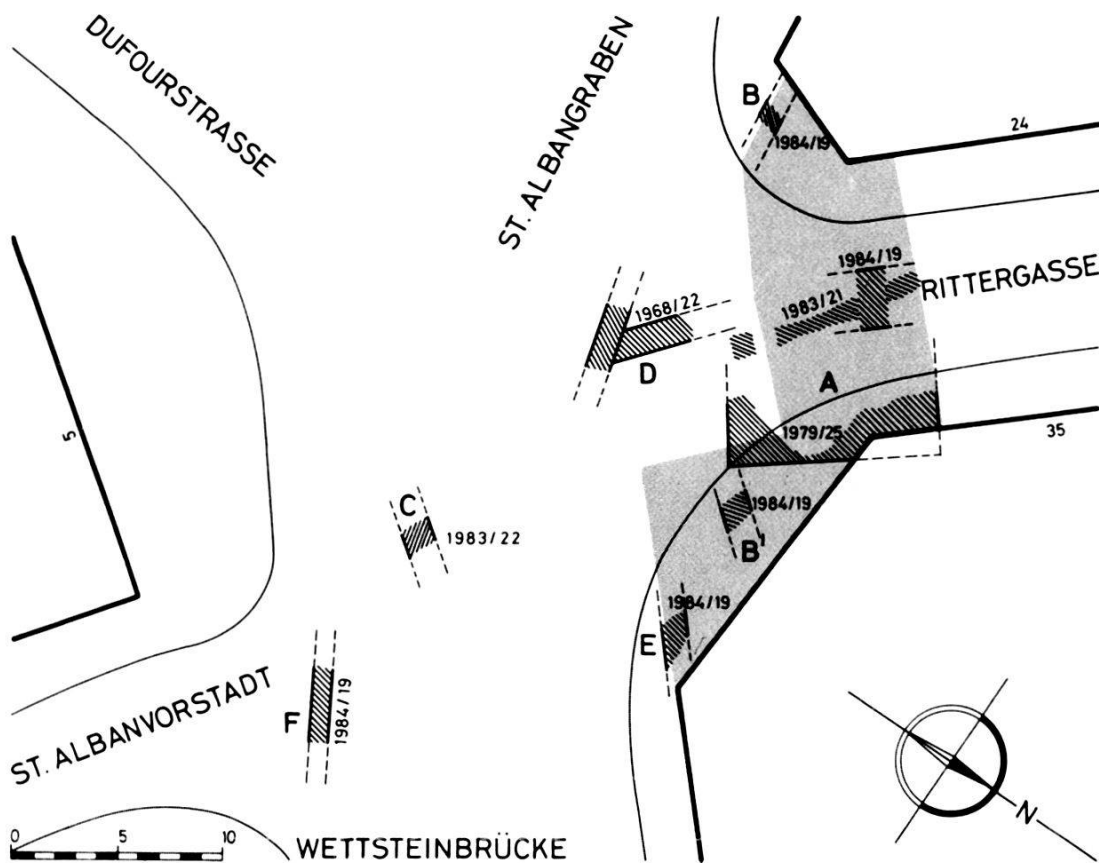 DUFOURSTRASSE
ST. ALBANGRABEN
B
1984/19
24
1984/19
RITTERGASSE
1983/21
1968/22
D
A
1979/25
35
5
C
1983/22
1984/19
B'
1984/19
E
F
1984/19
ST. ALBANVORSTADT
N
0 5 10
WETTSTEINBRÜCKE